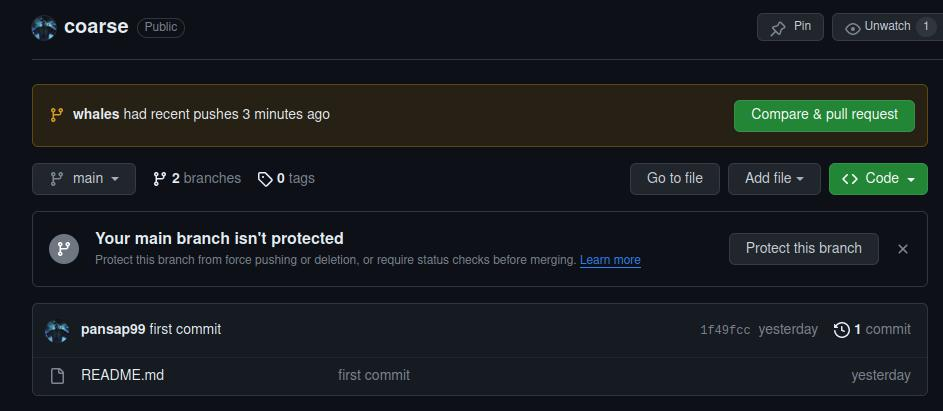 coarse Public Pin Unwatch 1
whales had recent pushes 3 minutes ago Compare & pull request
main 2 branches 0 tags Go to file Add file Code
Your main branch isn't protected
Protect this branch from force pushing or deletion, or require status checks before merging. Learn more Protect this branch
pansap99 first commit 1f49fcc yesterday 1 commit
README.md first commit yesterday